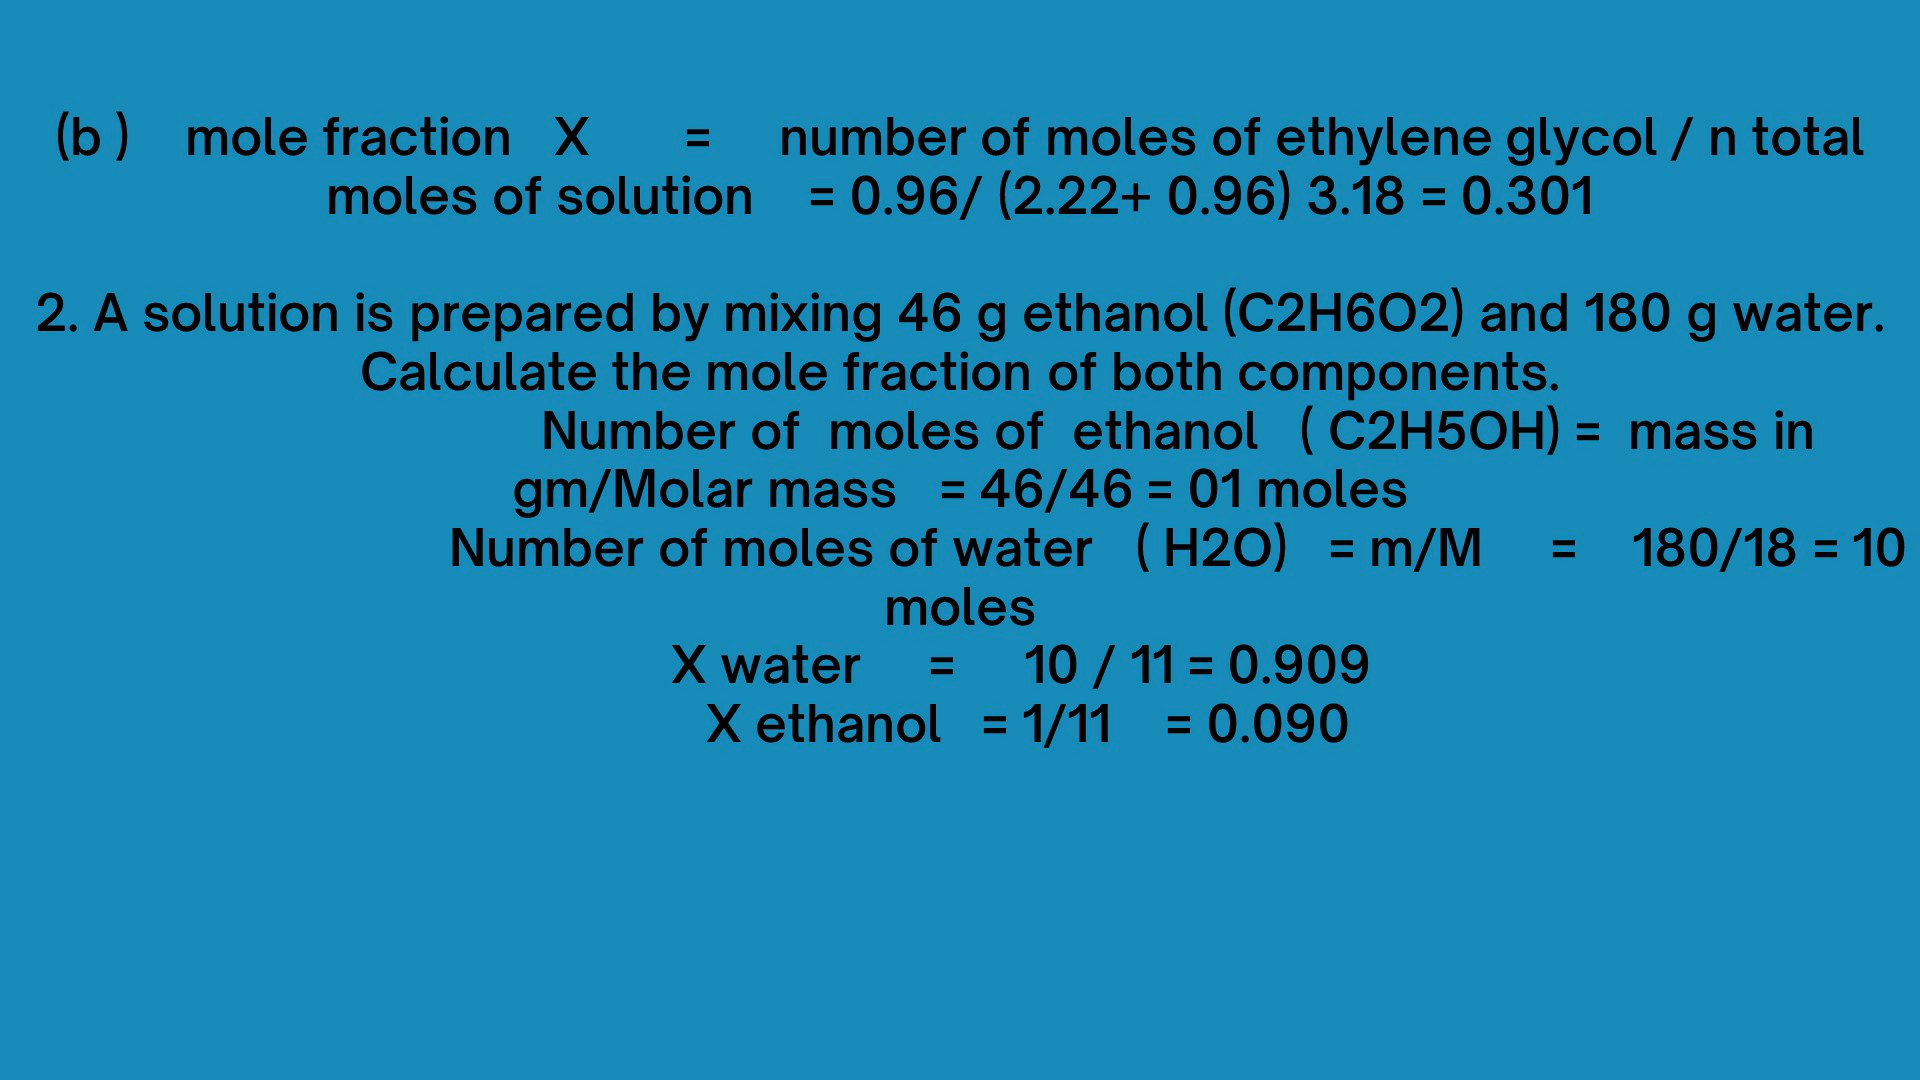 (b )    mole fraction   X      =     number of moles of ethylene glycol / n total
moles of solution    = 0.96/ (2.22+ 0.96) 3.18 = 0.301
2. A solution is prepared by mixing 46 g ethanol (C2H6O2) and 180 g water.
Calculate the mole fraction of both components.
Number of  moles of  ethanol   ( C2H5OH) =  mass in
gm/Molar mass   = 46/46 = 01 moles
Number of moles of water   ( H2O)   = m/M     =    180/18 = 10
moles
X water     =     10 / 11 = 0.909
X ethanol   = 1/11    = 0.090